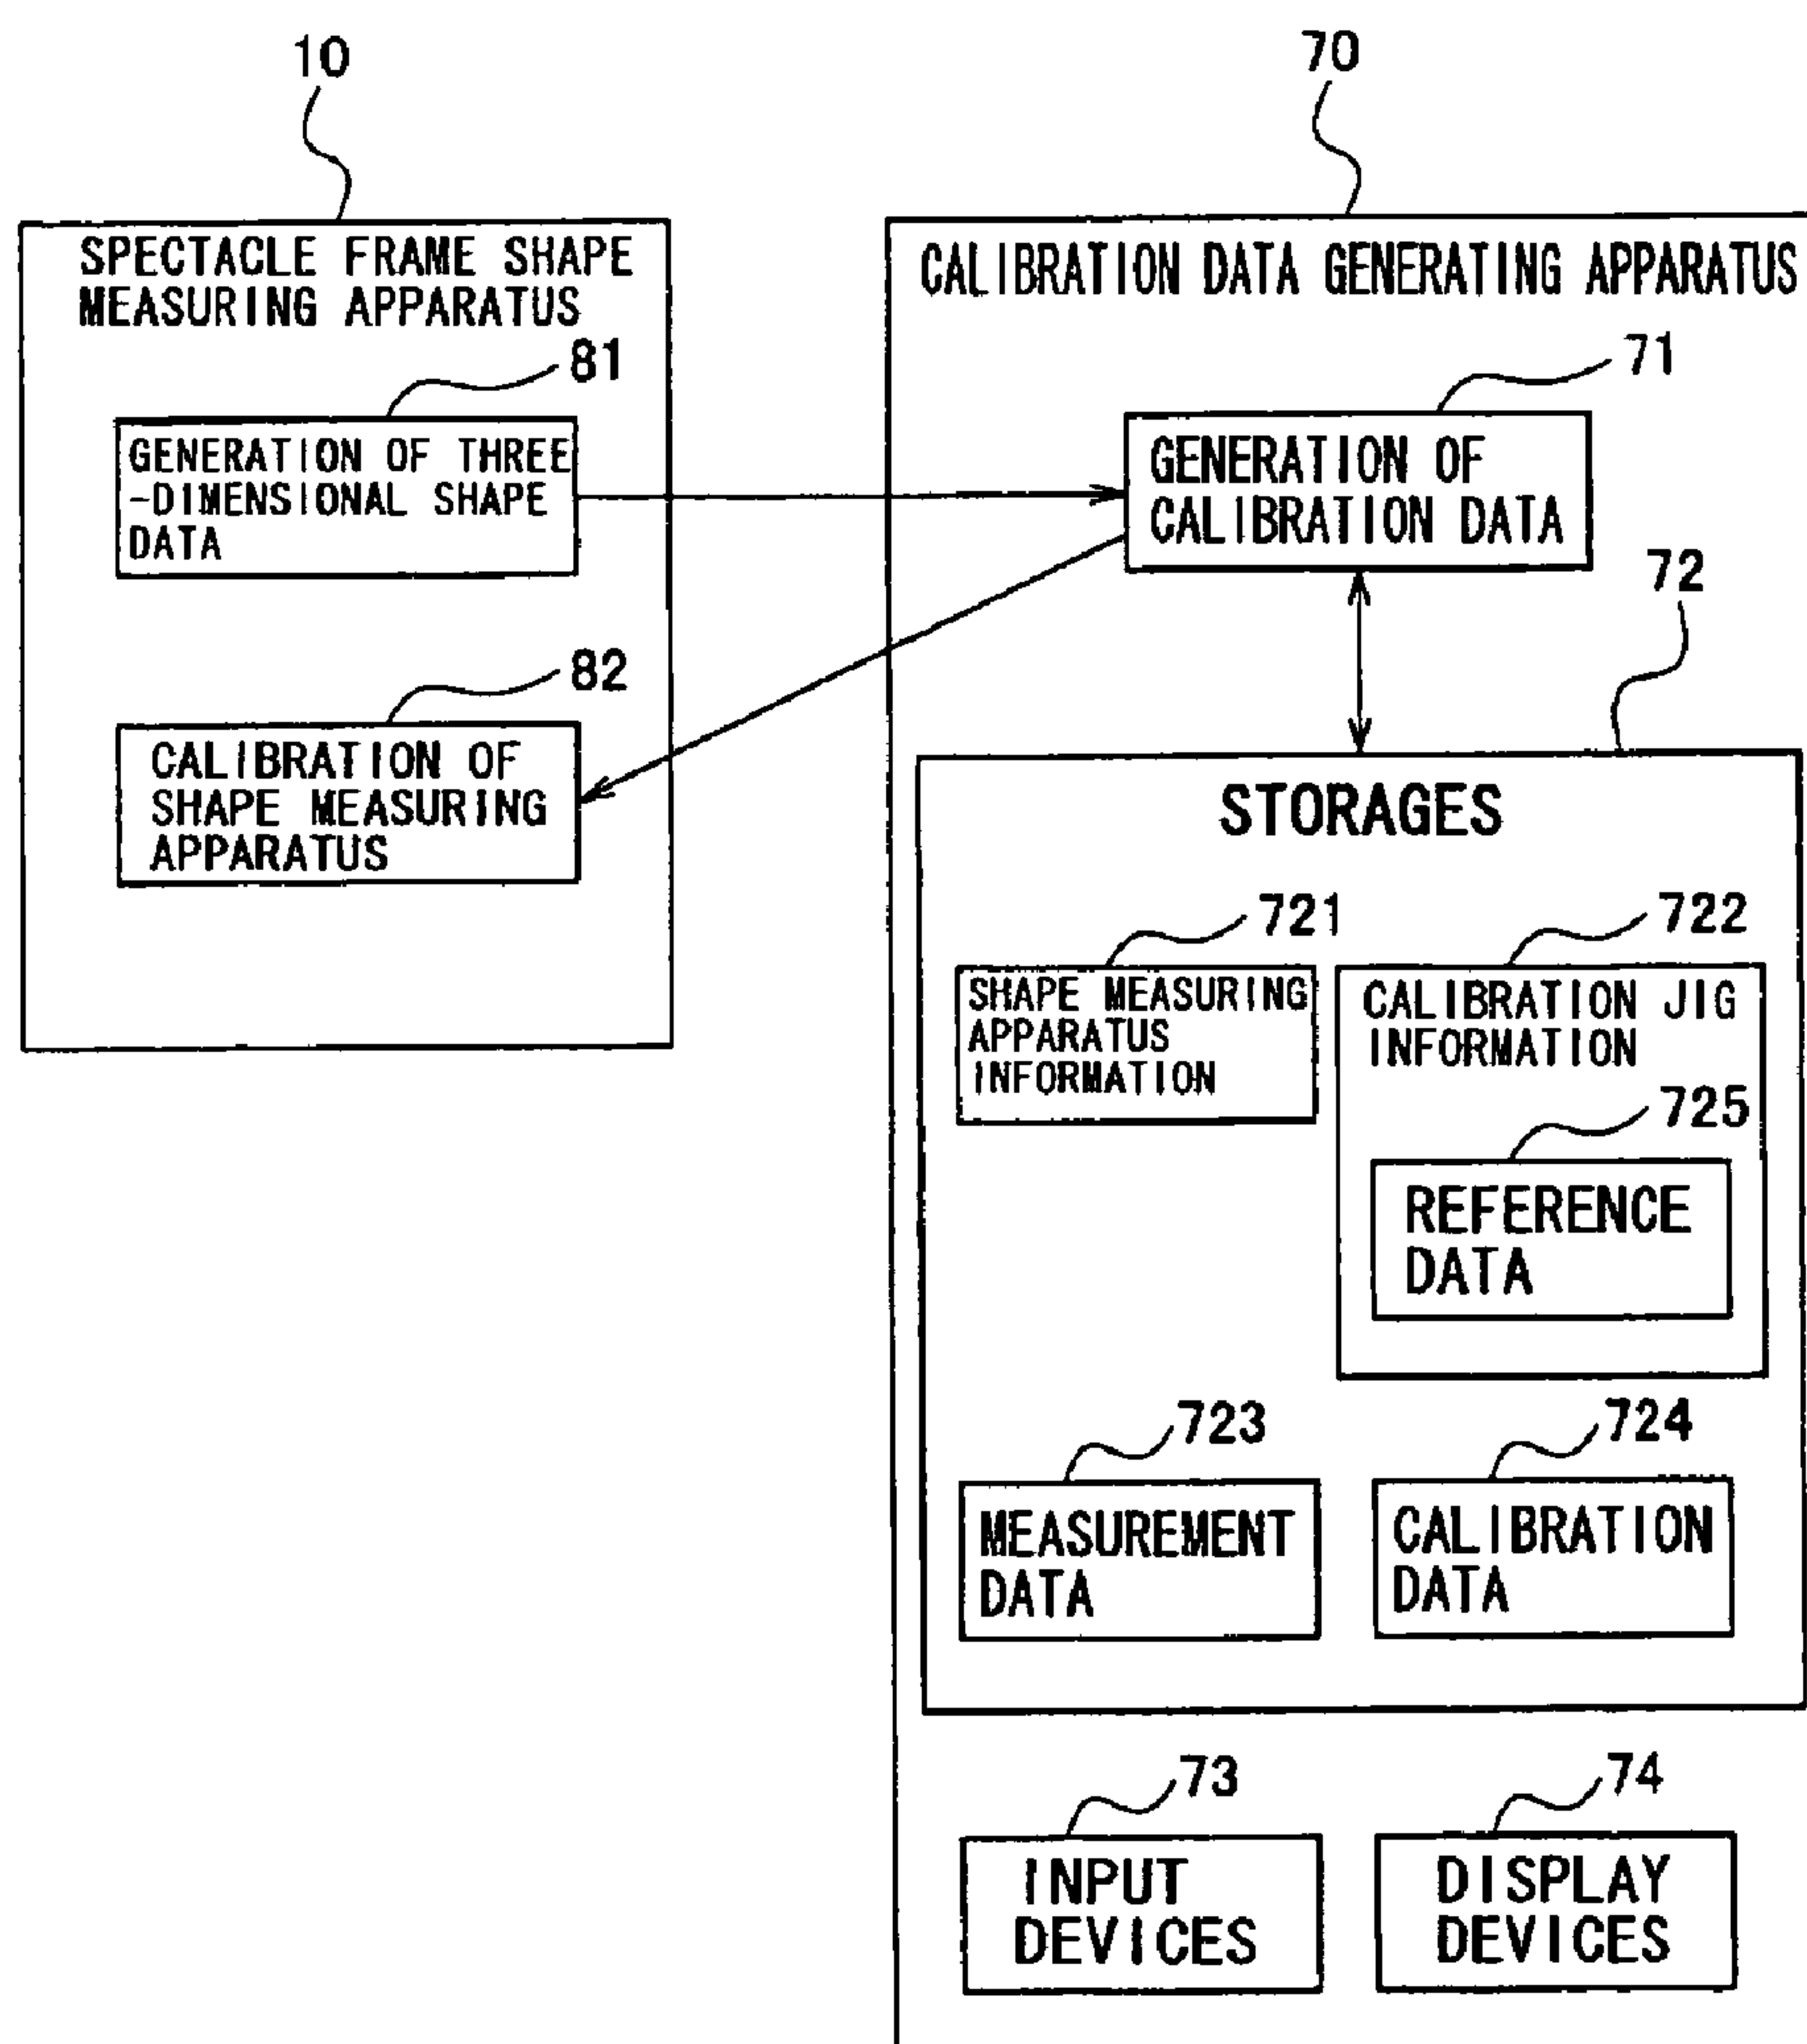 10
70
SPECTACLE FRAME SHAPE
MEASURING APPARATUS
81
GENERATION OF THREE
-DIMENSIONAL SHAPE
DATA
82
CALIBRATION OF
SHAPE MEASURING
APPARATUS
CALIBRATION DATA GENERATING APPARATUS
71
GENERATION OF
CALIBRATION DATA
72
STORAGES
721
SHAPE MEASURING
APPARATUS
INFORMATION
722
CALIBRATION JIG
INFORMATION
725
REFERENCE
DATA
723
MEASUREMENT
DATA
724
CALIBRATION
DATA
73
INPUT
DEVICES
74
DISPLAY
DEVICES